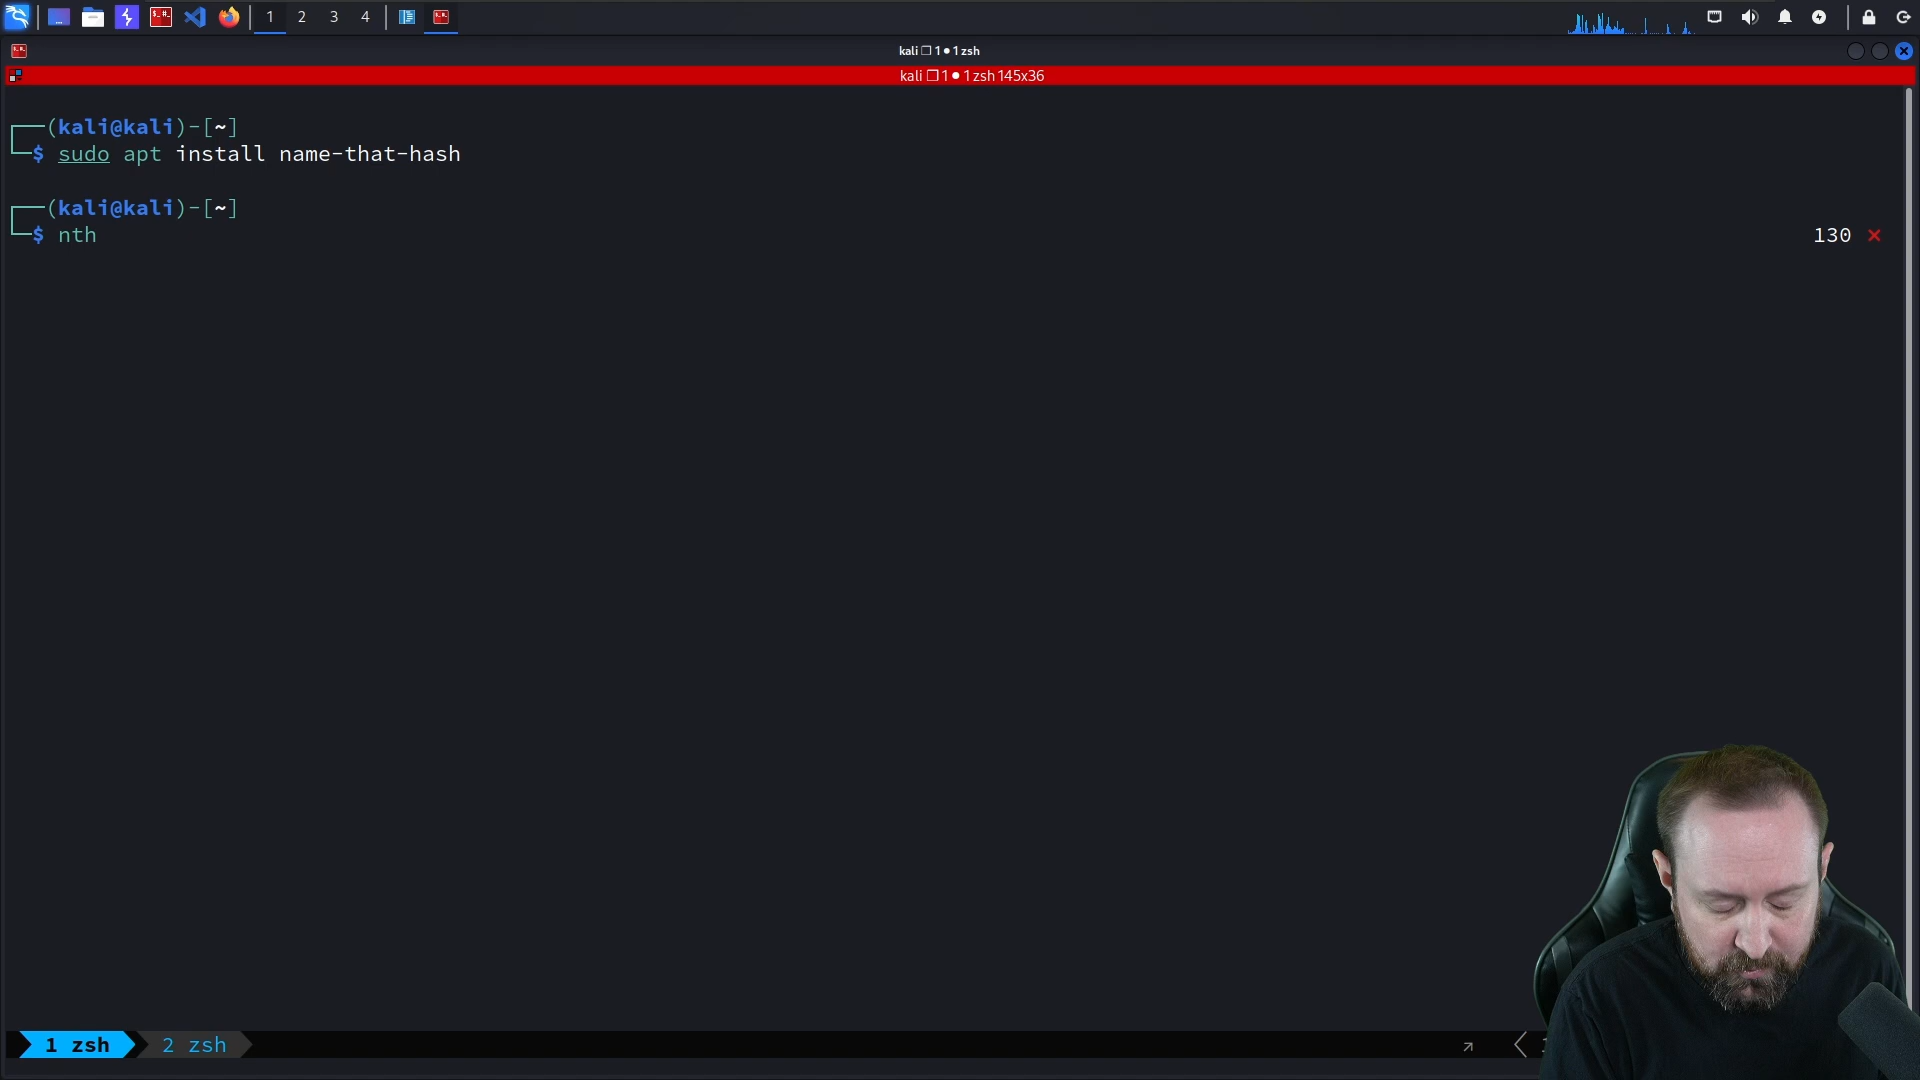 1 2 3 4
kali ❐ 1 ● 1 zsh
kali ❐ 1 ● 1 zsh 145x36
┌──(kali@kali)-[~]
└─$ sudo apt install name-that-hash
┌──(kali@kali)-[~]
└─$ nth 130 ✕
1 zsh 2 zsh ↗